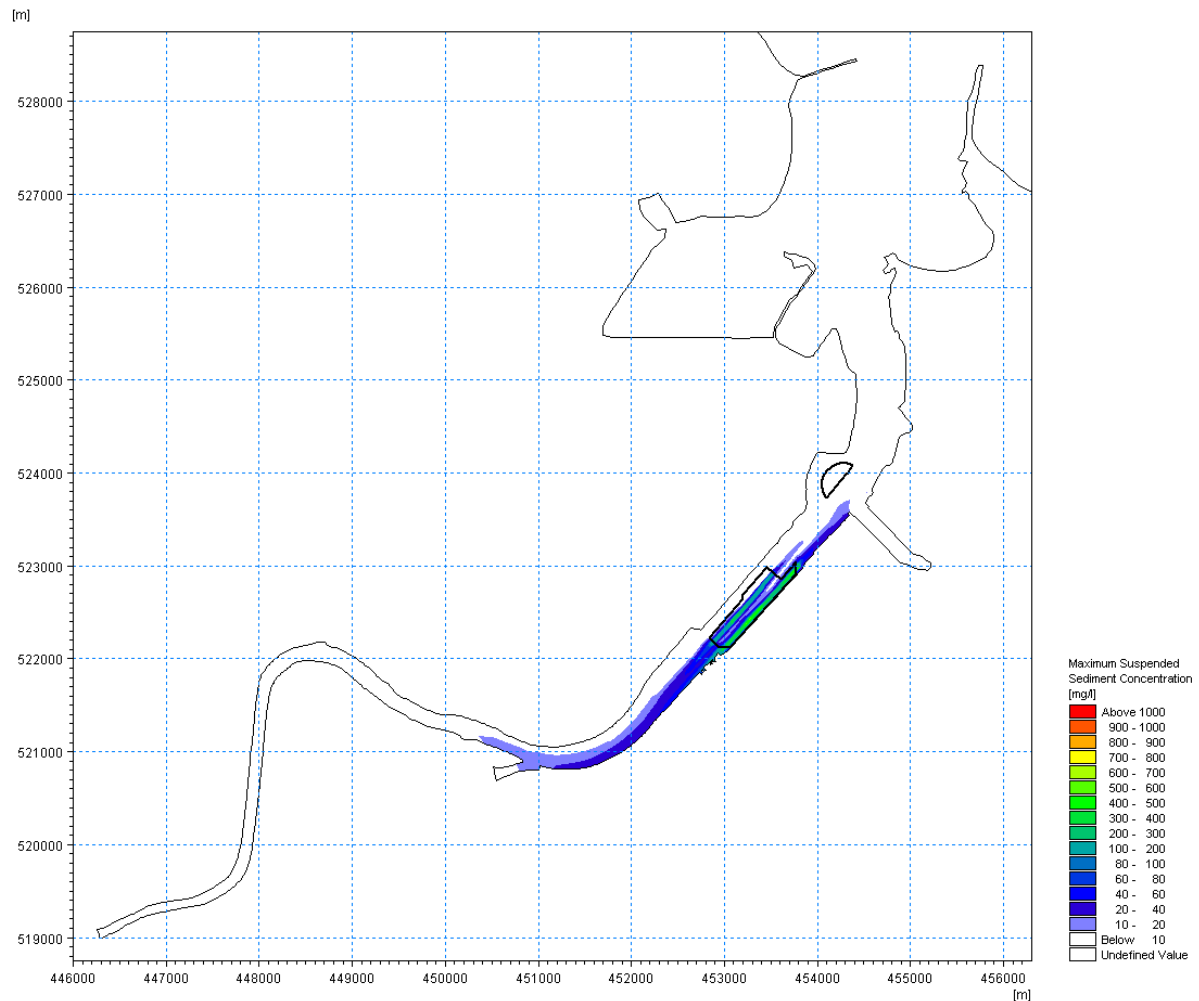 [m]
528000
527000
526000
525000
524000
523000
522000
521000
520000
519000
446000 447000 448000 449000 450000 451000 452000 453000 454000 455000 456000
[m]
Maximum Suspended
Sediment Concentration
[mg/l]
Above 1000
900 - 1000
800 - 900
700 - 800
600 - 700
500 - 600
400 - 500
300 - 400
200 - 300
100 - 200
80 - 100
60 - 80
40 - 60
20 - 40
10 - 20
Below 10
Undefined Value